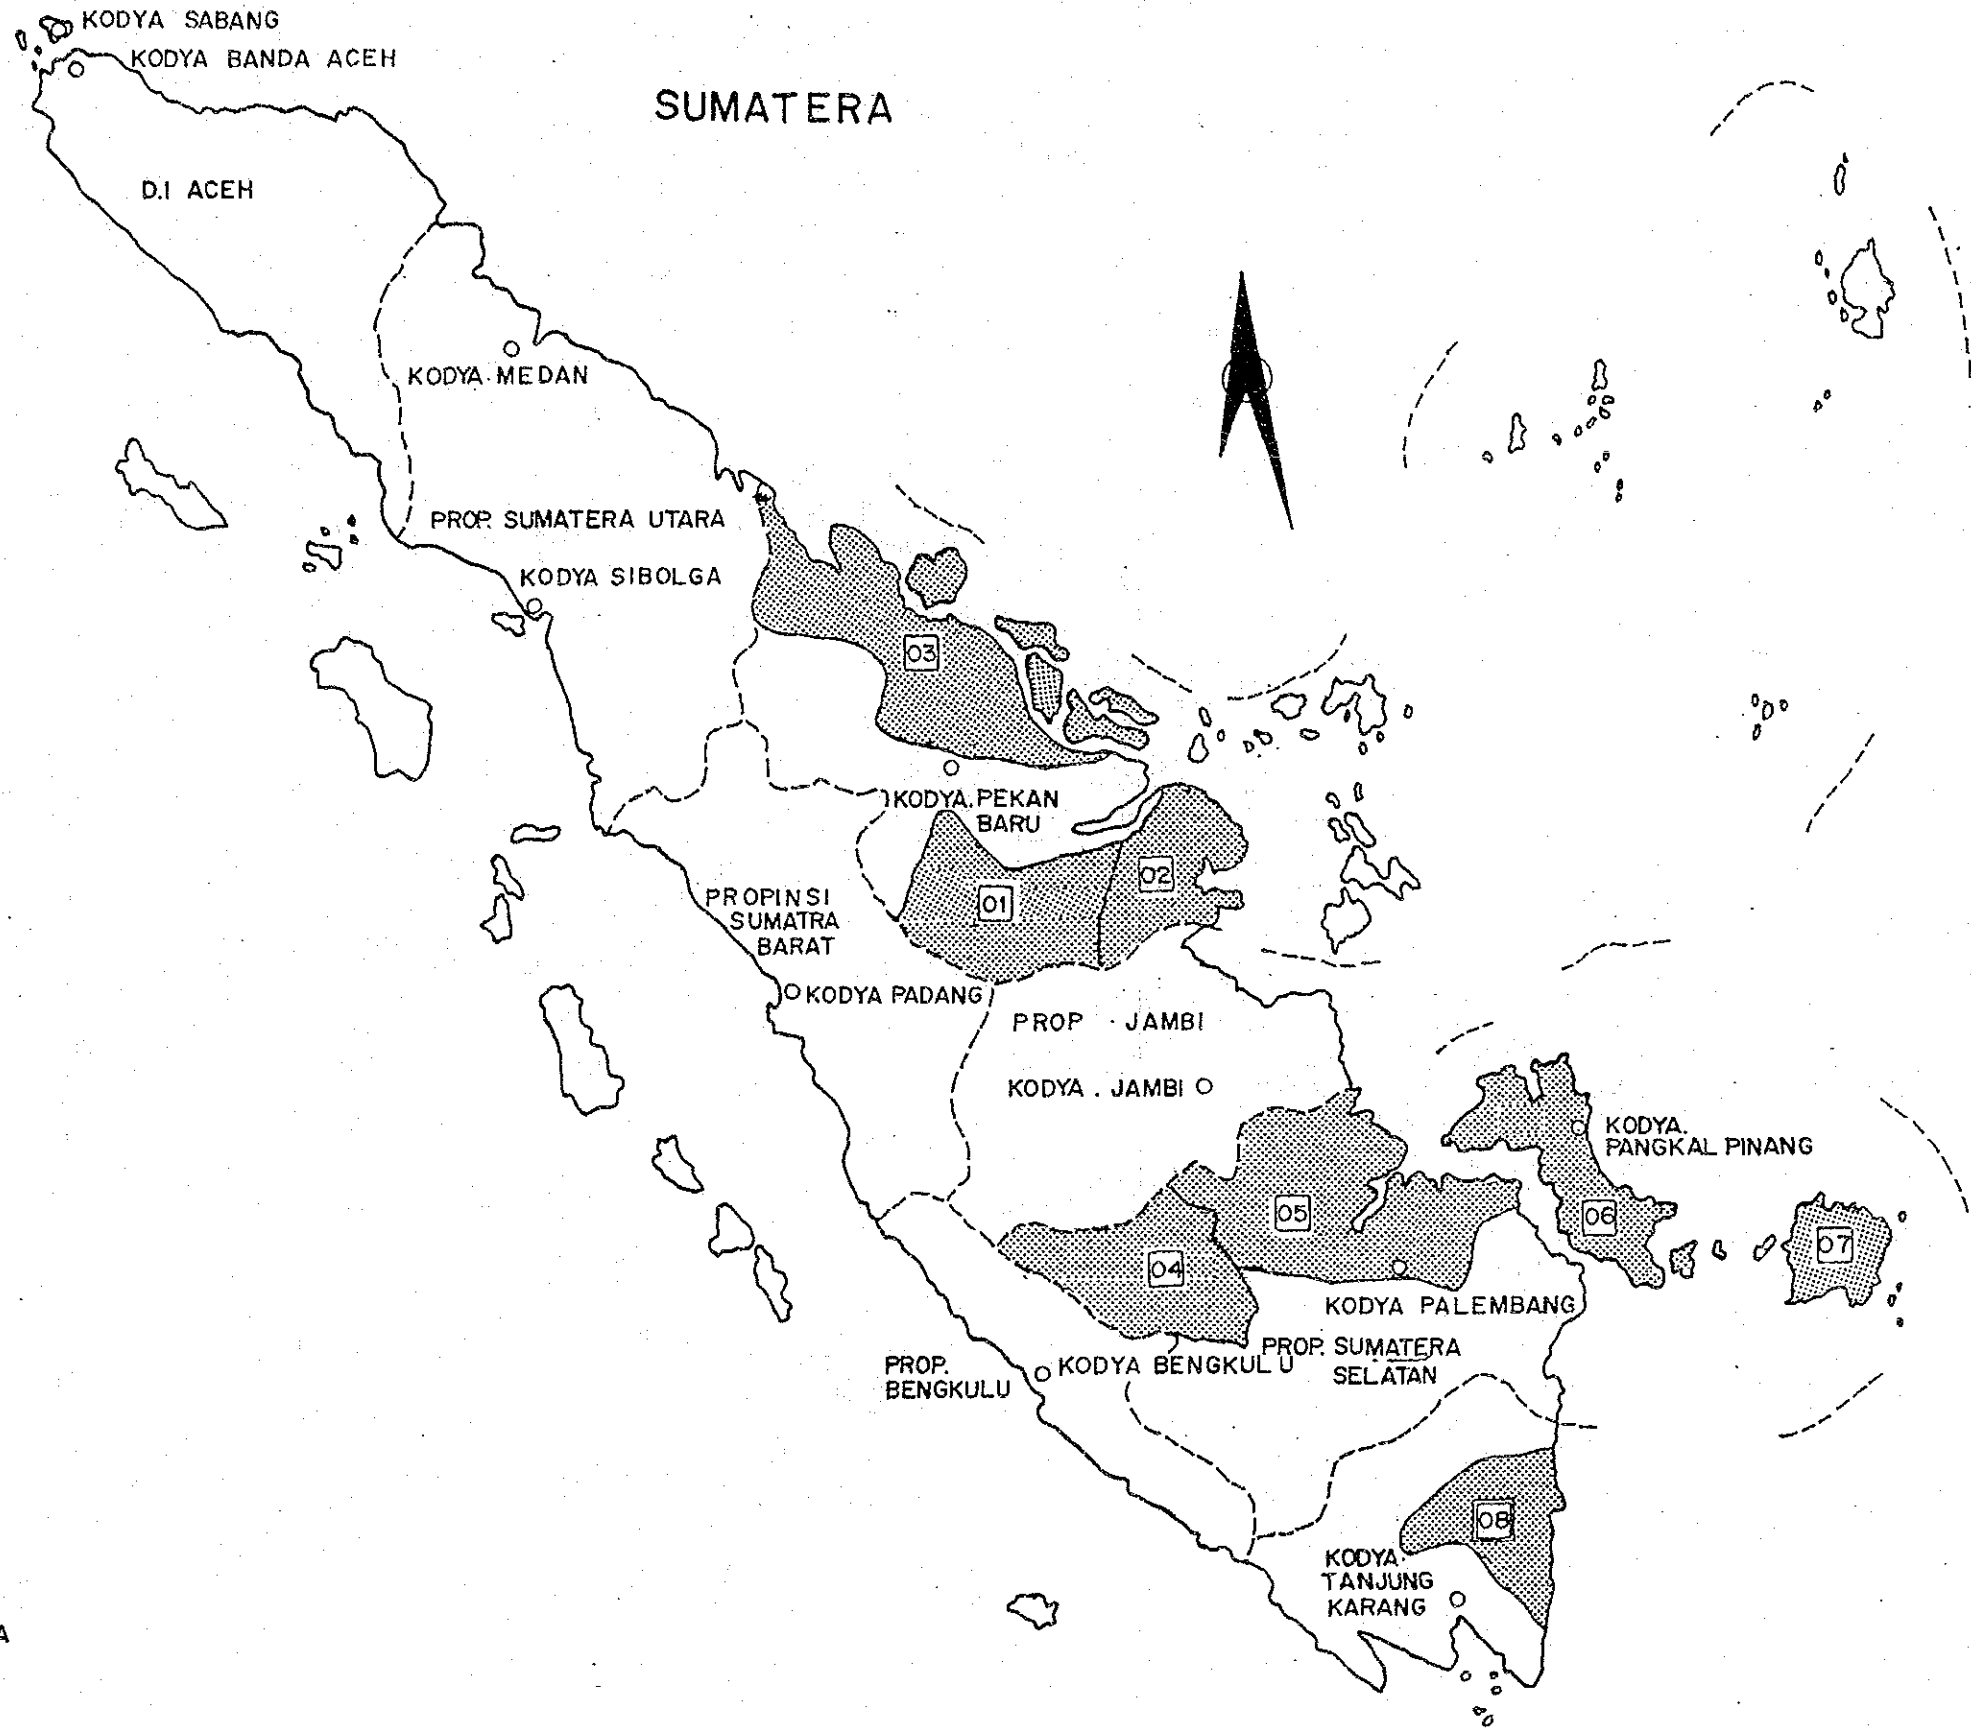 KODYA SABANG
KODYA BANDA ACEH
SUMATERA
D.I ACEH
KODYA. MEDAN
PROP. SUMATERA UTARA
KODYA SIBOLGA
03
KODYA. PEKAN
BARU
02
01
PROPINSI
SUMATRA
BARAT
KODYA PADANG
PROP . JAMBI
KODYA . JAMBI
KODYA.
PANGKAL PINANG
05
06
07
04
KODYA PALEMBANG
PROP. SUMATERA
SELATAN
KODYA BENGKULU
PROP.
BENGKULU
08
KODYA.
TANJUNG
KARANG
A